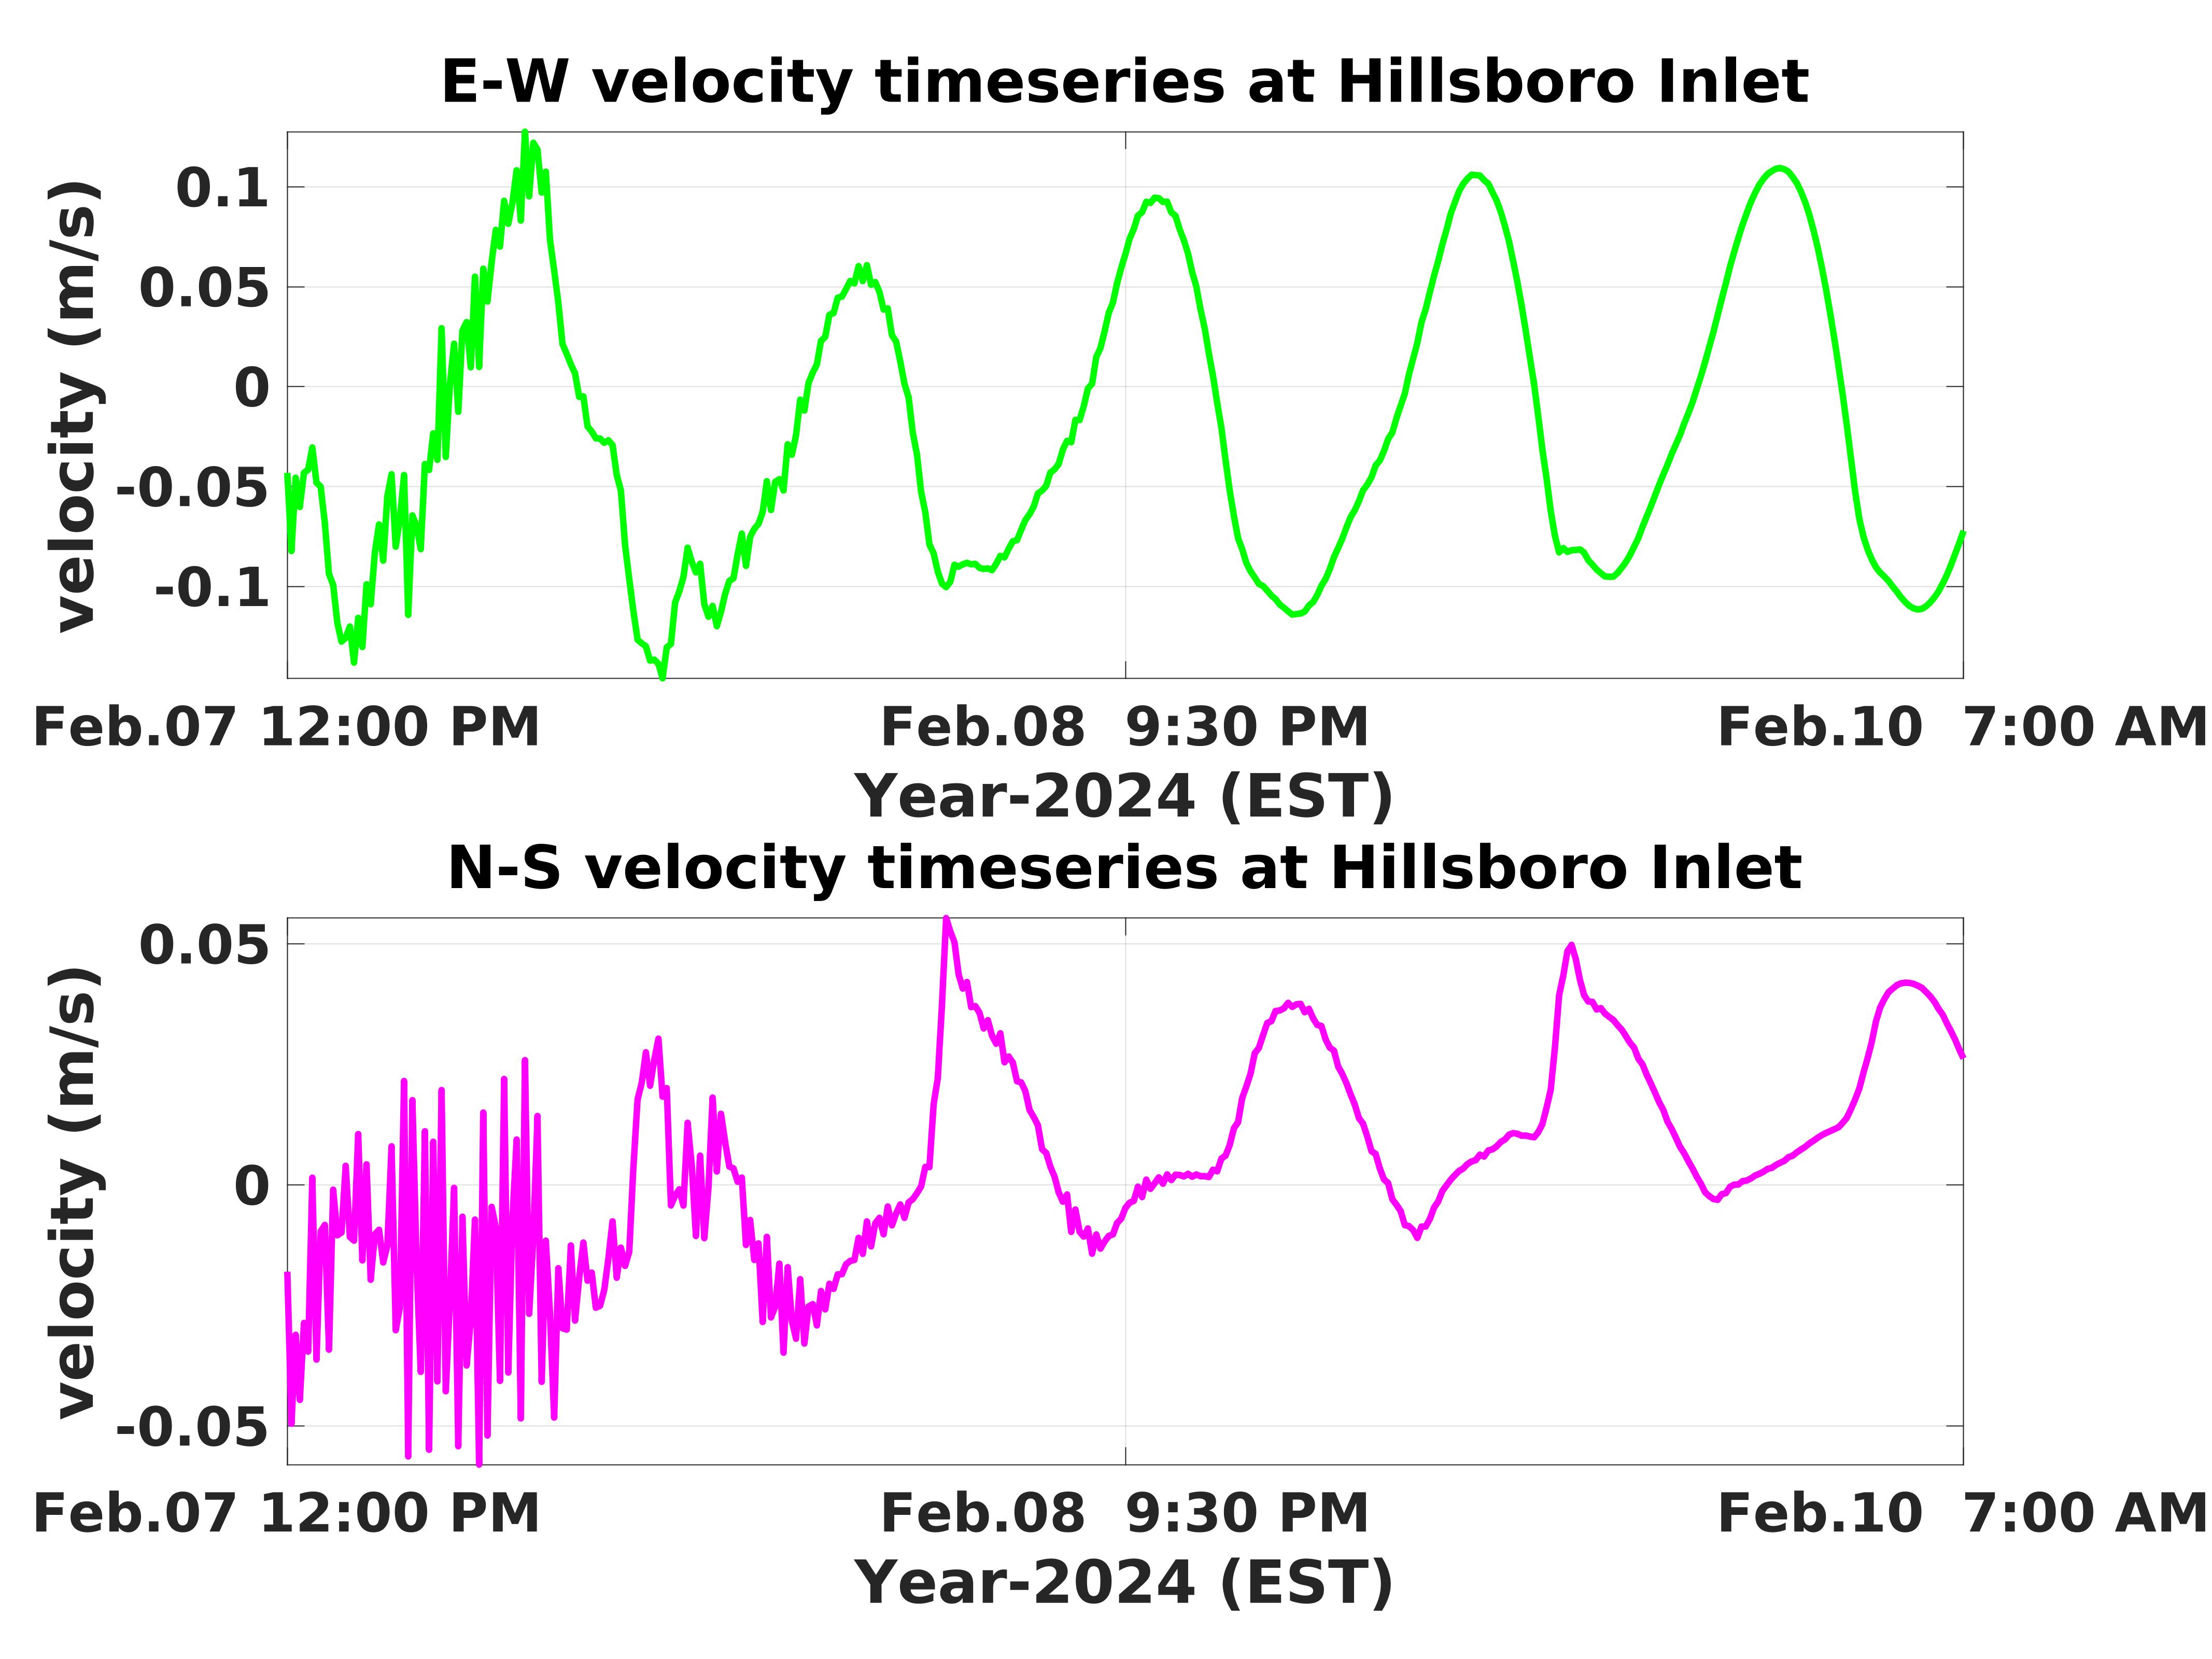 E-W velocity timeseries at Hillsboro Inlet
velocity (m/s)
0.1
0.05
0
-0.05
-0.1
Feb.07 12:00 PM Feb.08 9:30 PM Feb.10 7:00 AM
Year-2024 (EST)
N-S velocity timeseries at Hillsboro Inlet
velocity (m/s)
0.05
0
-0.05
Feb.07 12:00 PM Feb.08 9:30 PM Feb.10 7:00 AM
Year-2024 (EST)